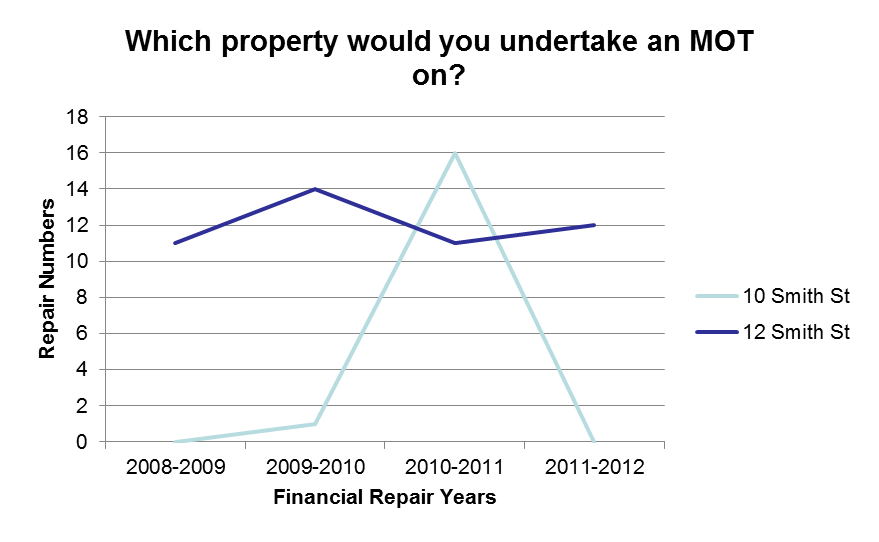 Which property would you undertake an MOT
on?
18
16
14
12
10
8
6
4
2
0
Repair Numbers
2008-2009 2009-2010 2010-2011 2011-2012
Financial Repair Years
10 Smith St
12 Smith St